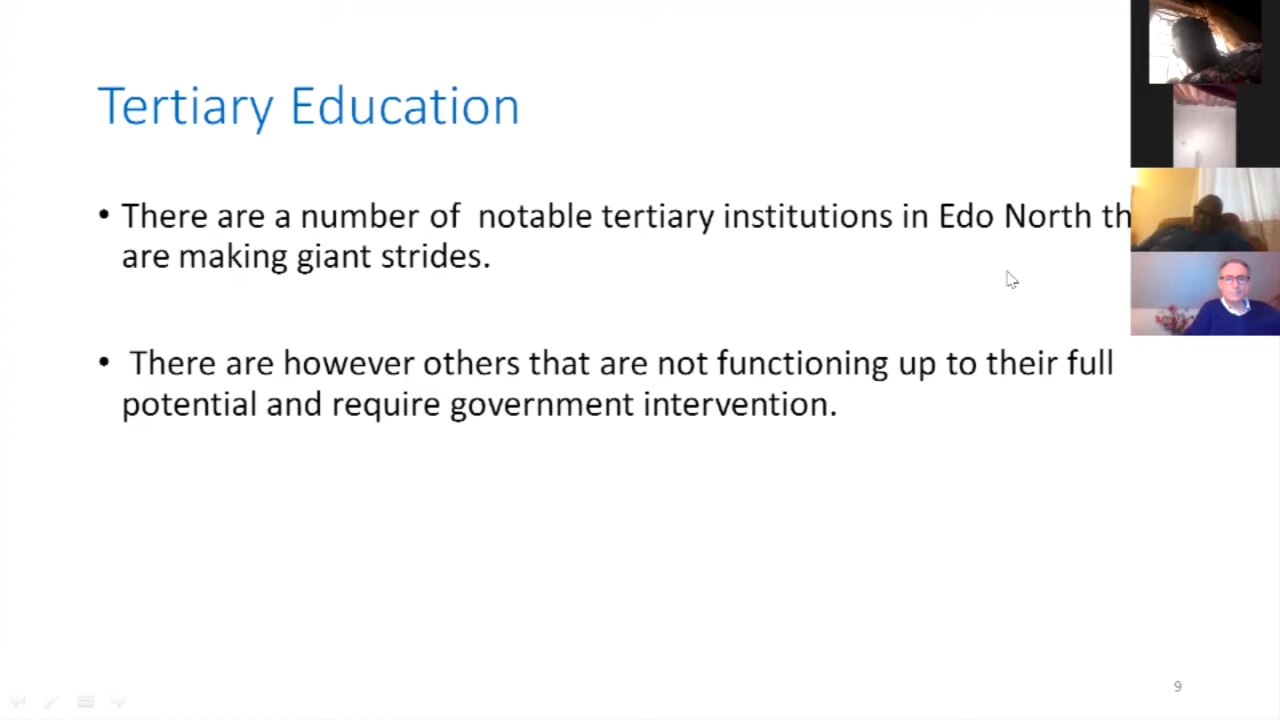 Tertiary Education
• There are a number of  notable tertiary institutions in Edo North
are making giant strides.
• There are however others that are not functioning up to their full
potential and require government intervention.
9